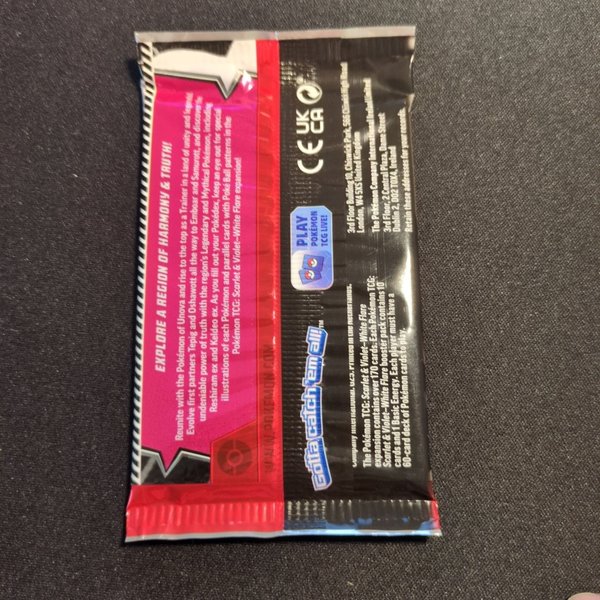 EXPLORE A REGION OF HARMONY & TRUTH!
Reunite with the Pokémon of Unova and rise to the top as a Trainer in a land of unity and ideals!
Evolve first partners Tepig and Oshawott all the way to Emboar and Samurott, and discover the
undeniable power of truth with the region's Legendary and Mythical Pokémon, including
Reshiram ex and Keldeo ex. As you fill out your Pokédex, keep an eye out for special
illustrations of each Pokémon and parallel cards with Poké Ball patterns in the
Pokémon TCG: Scarlet & Violet–White Flare expansion!
Gotta catch 'em all!
PLAY
POKÉMON
TCG LIVE!
CE UK
CA
The Pokémon TCG: Scarlet & Violet–White Flare
expansion contains over 170 cards. Each Pokémon TCG:
Scarlet & Violet–White Flare booster pack contains 10
cards and 1 Basic Energy. Each player must have a
60-card deck of Pokémon cards to play.
3rd Floor Building 10, Chiswick Park, 566 Chiswick High Road
London, W4 5XS United Kingdom
The Pokémon Company International Ireland Limited
3rd Floor, 2 Central Plaza, Dame Street
Dublin 2, D02 T0X4, Ireland
Retain these addresses for your records.